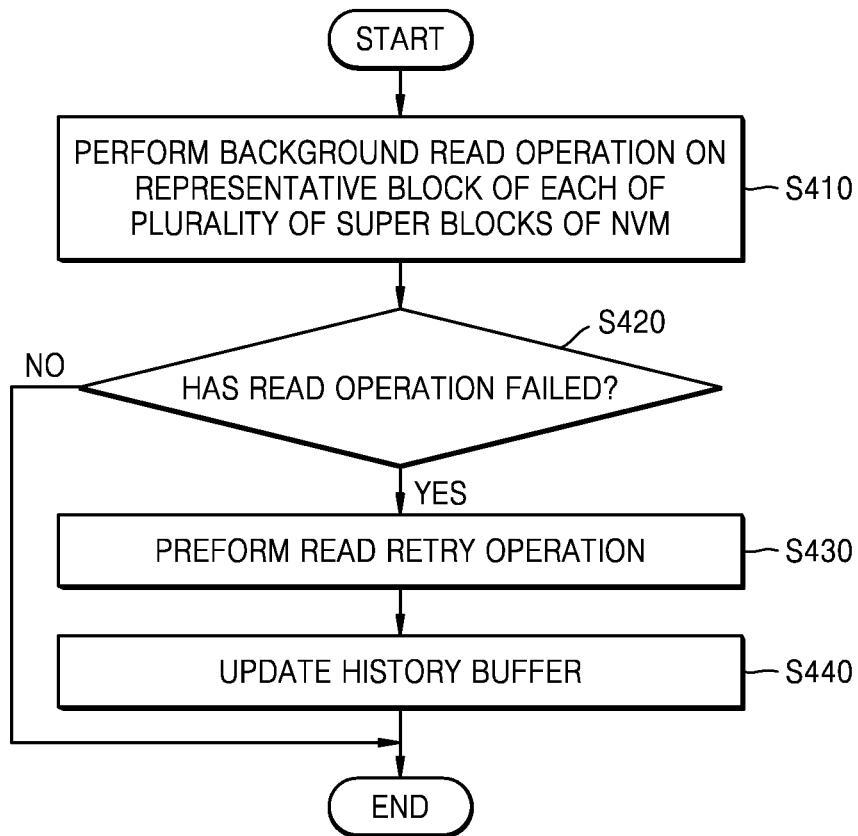 START
PERFORM BACKGROUND READ OPERATION ON
REPRESENTATIVE BLOCK OF EACH OF
PLURALITY OF SUPER BLOCKS OF NVM
S410
S420
NO
HAS READ OPERATION FAILED?
YES
PREFORM READ RETRY OPERATION
S430
UPDATE HISTORY BUFFER
S440
END